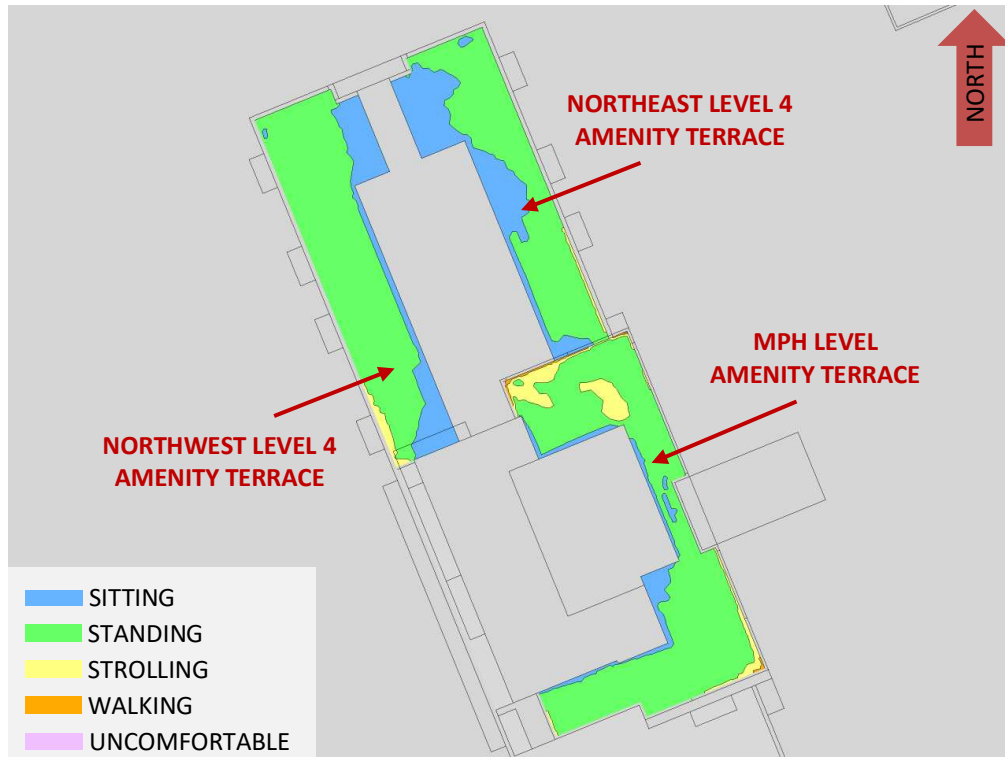 NORTH
NORTHEAST LEVEL 4
AMENITY TERRACE
MPH LEVEL
AMENITY TERRACE
NORTHWEST LEVEL 4
AMENITY TERRACE
SITTING
STANDING
STROLLING
WALKING
UNCOMFORTABLE